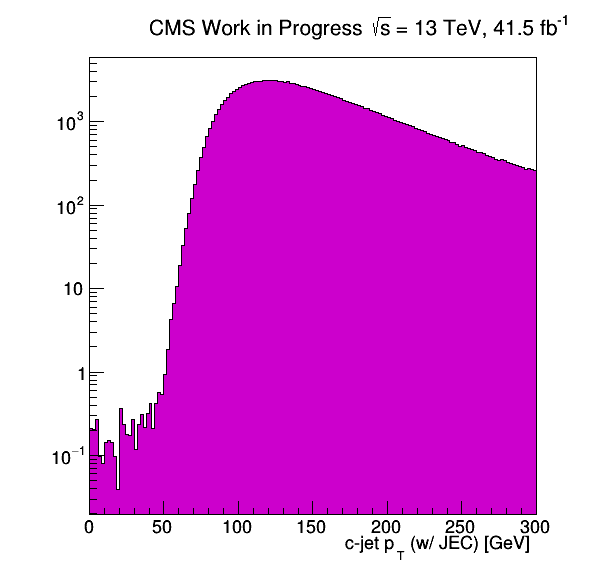 CMS Work in Progress √s = 13 TeV, 41.5 fb⁻¹
10³
10²
10
1
10⁻¹
0 50 100 150 200 250 300
c-jet p_T (w/ JEC) [GeV]